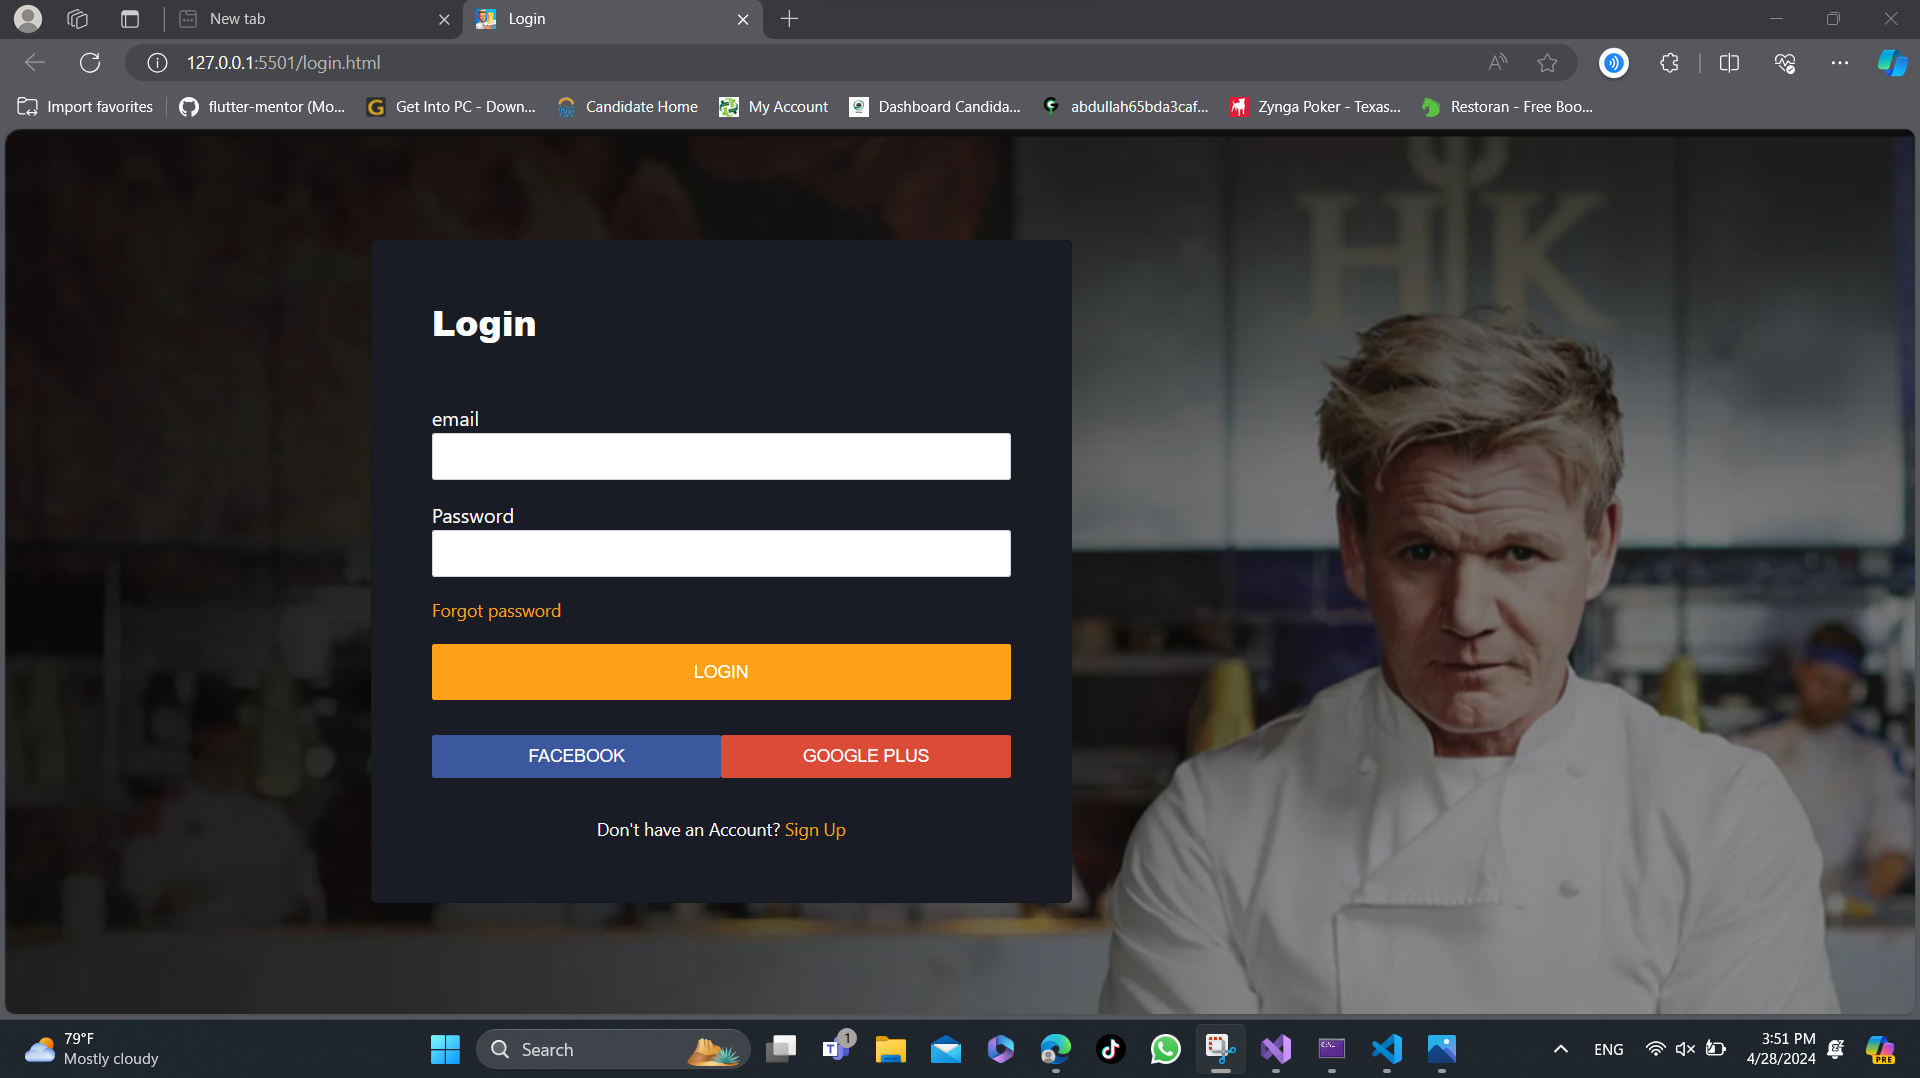 New tab
Login
127.0.0.1:5501/login.html
Import favorites
flutter-mentor (Mo...
Get Into PC - Down...
Candidate Home
My Account
Dashboard Candida...
abdullah65bda3caf...
Zynga Poker - Texas...
Restoran - Free Boo...
HK
Login
email
Password
Forgot password
LOGIN
FACEBOOK GOOGLE PLUS
Don't have an Account? Sign Up
79°F
Mostly cloudy
Search
1
ENG
3:51 PM
4/28/2024
PRE